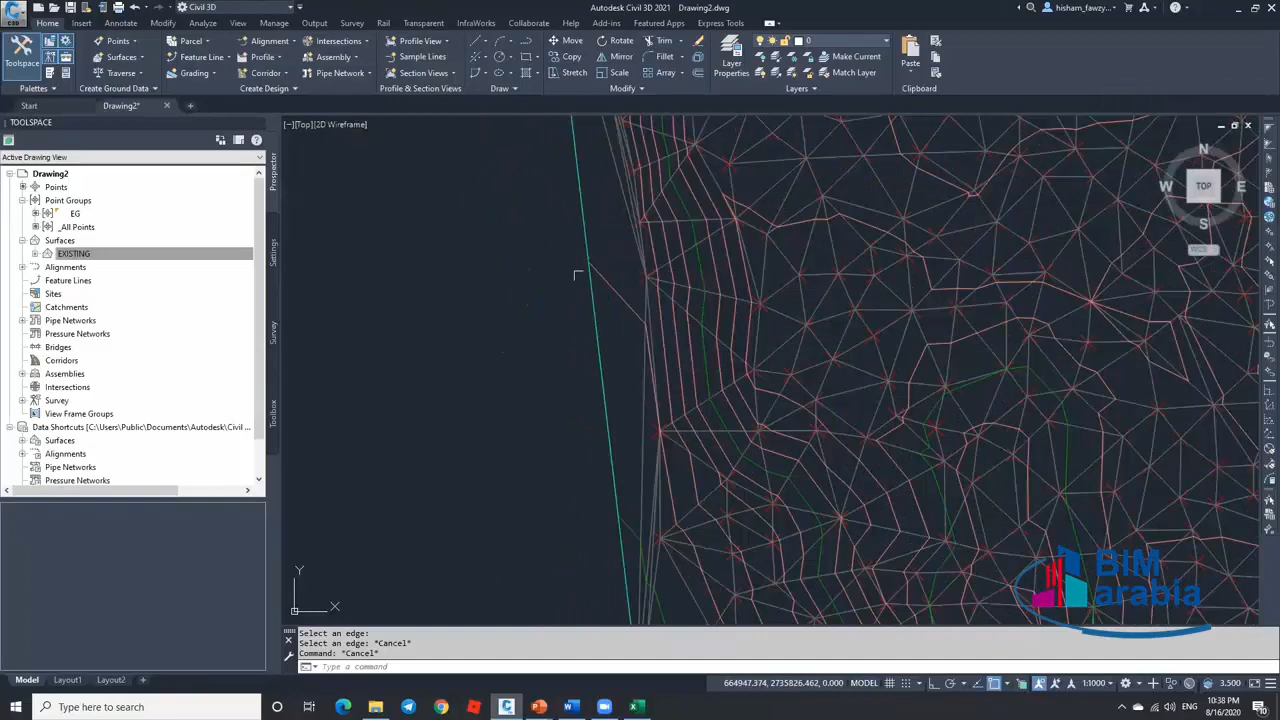 C3D
Civil 3D
Autodesk Civil 3D 2021 Drawing2.dwg
hisham_fawzy...
Home Insert Annotate Modify Analyze View Manage Output Survey Rail Transparent InfraWorks Collaborate Help Add-ins Featured Apps Express Tools
Toolspace
Points
Surfaces
Traverse
Parcel
Feature Line
Grading
Alignment
Profile
Corridor
Intersections
Assembly
Pipe Network
Profile View
Sample Lines
Section Views
Move
Copy
Stretch
Rotate
Mirror
Scale
Trim
Fillet
Array
Layer
Properties
0
Make Current
Match Layer
Paste
Palettes Create Ground Data Create Design Profile & Section Views Draw Modify Layers Clipboard
Start Drawing2*
TOOLSPACE
Active Drawing View
Drawing2
Points
Point Groups
EG
_All Points
Surfaces
EXISTING
Alignments
Feature Lines
Sites
Catchments
Pipe Networks
Pressure Networks
Bridges
Corridors
Assemblies
Intersections
Survey
View Frame Groups
Data Shortcuts [C:\Users\Public\Documents\Autodesk\Civil ...
Surfaces
Alignments
Pipe Networks
Pressure Networks
Prospector
Settings
Survey
Toolbox
[−][Top][2D Wireframe]
N
W TOP E
S
WCS
Y
X
BIM
arabia
Select an edge:
Select an edge: *Cancel*
Command: *Cancel*
Type a command
Model Layout1 Layout2
664947.374, 2735826.462, 0.000 MODEL 1:1000 3.500
Type here to search
10:38 PM
8/16/2020